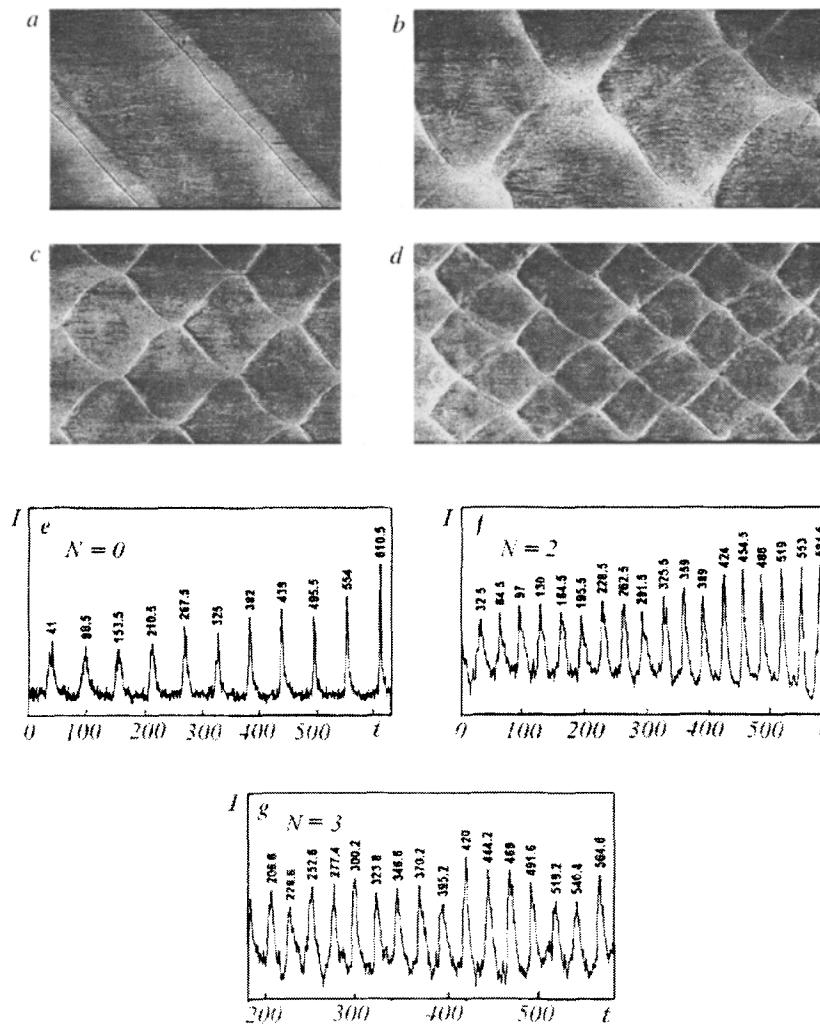 a b
c d
I e
N = 0
41 98.5 153.5 210.5 267.5 325 382 439 495.5 554 610.5
0 100 200 300 400 500 t
I f
N = 2
32.5 64.5 97 130 164.5 195.5 228.5 262.5 291.5 325.5 359 389 424 454.5 486 519 553
0 100 200 300 400 500
I g
N = 3
206.6 228.6 252.6 277.4 300.2 323.8 346.6 370.2 395.2 420 444.2 469 491.6 519.2 540.4 564.6
200 300 400 500 t